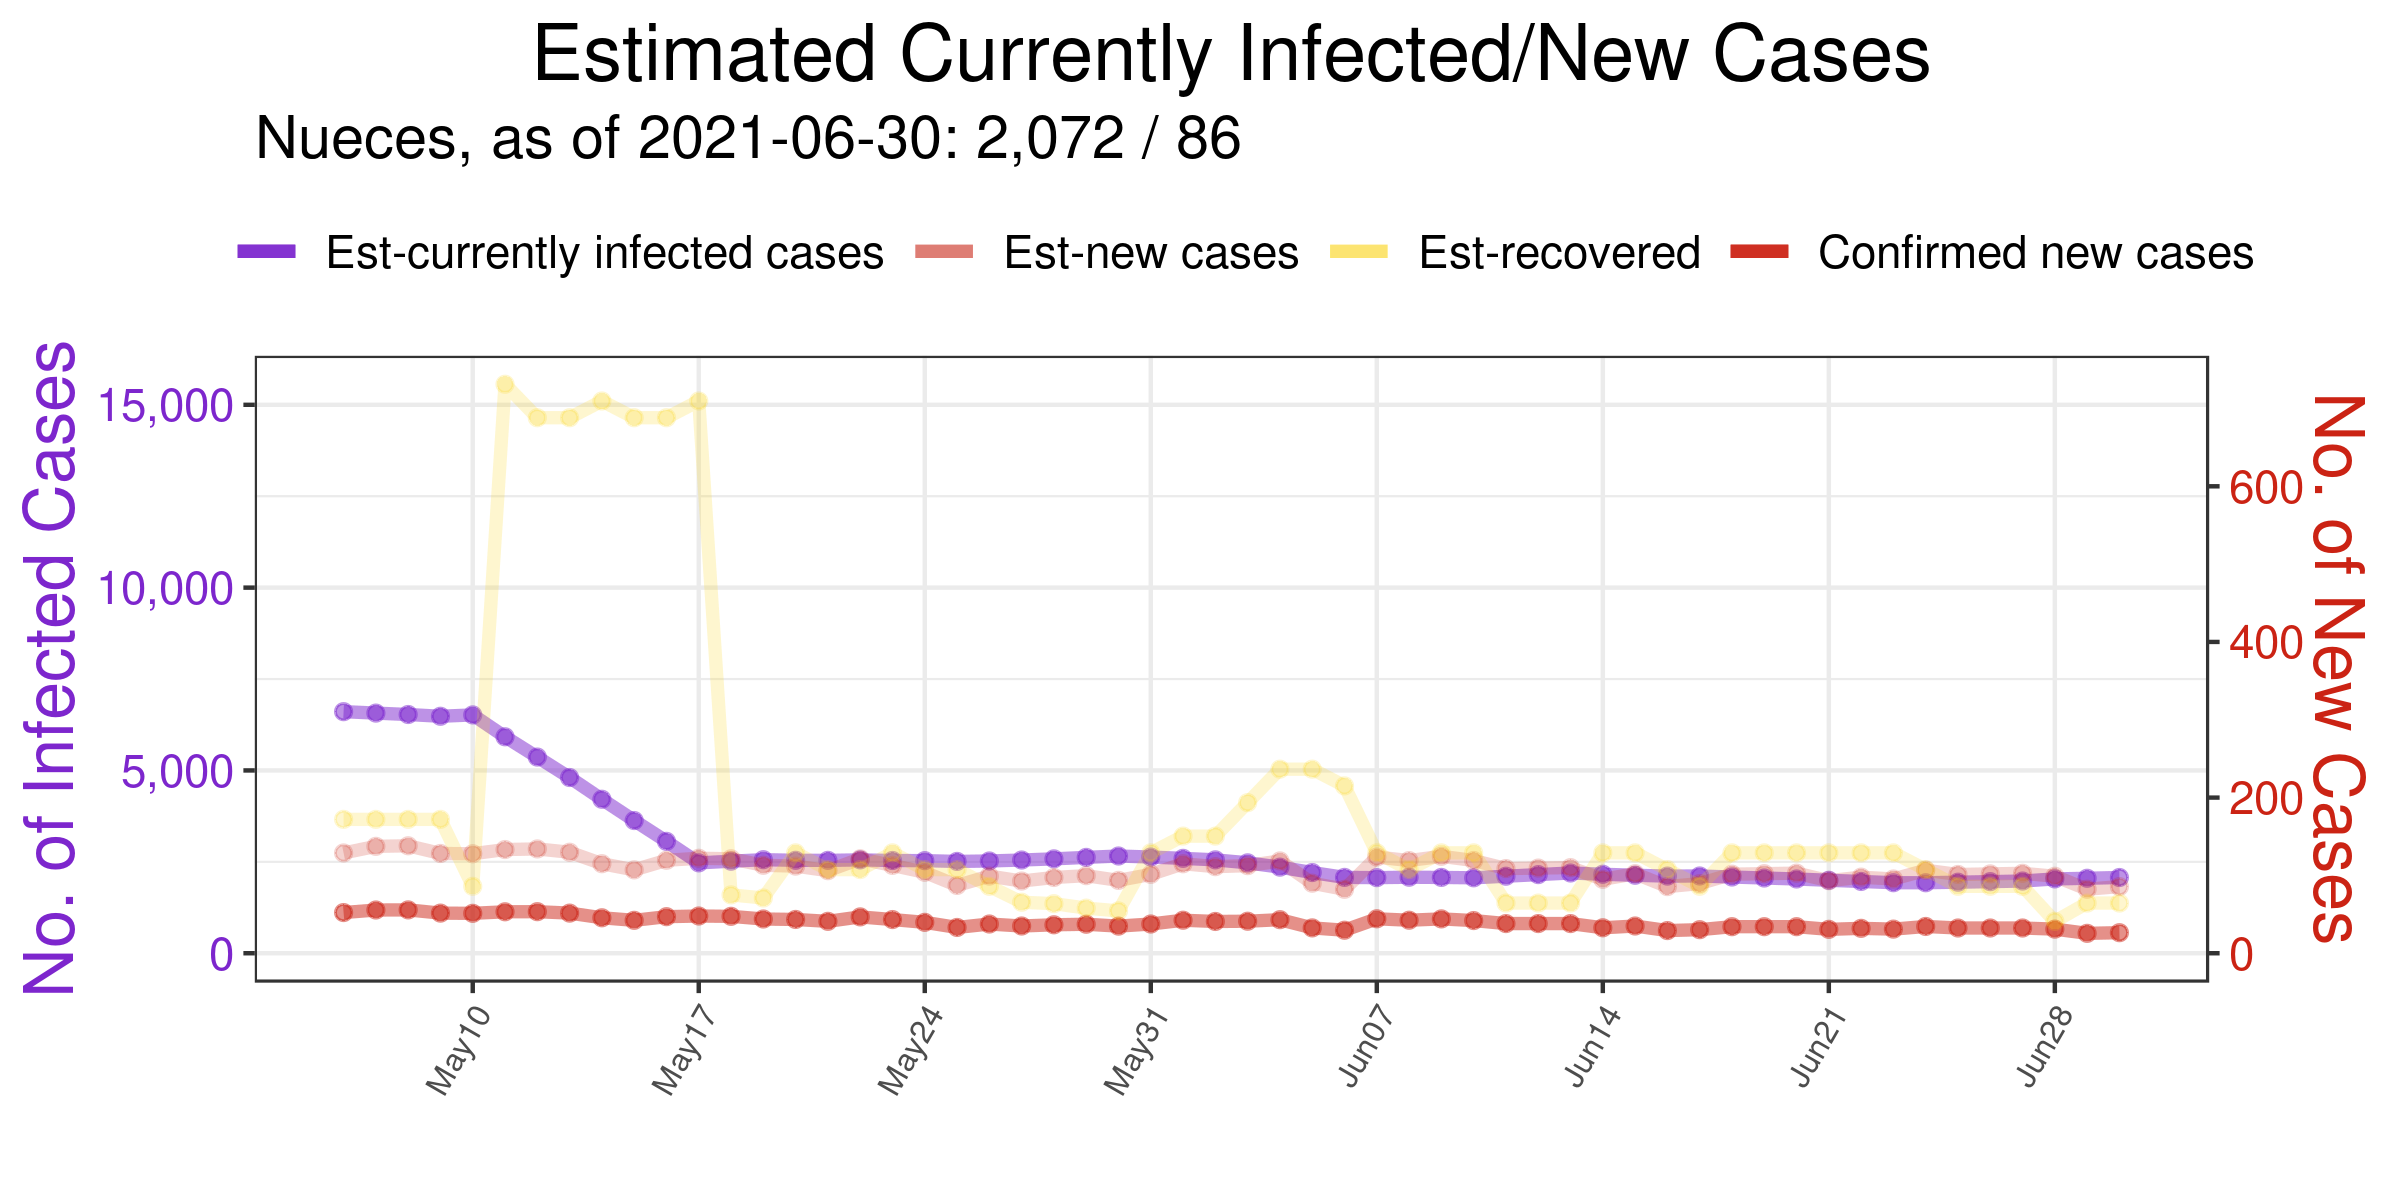 Estimated Currently Infected/New Cases
Nueces, as of 2021-06-30: 2,072 / 86
Est-currently infected cases Est-new cases Est-recovered Confirmed new cases
No. of Infected Cases
15,000
10,000
5,000
0
No. of New Cases
600
400
200
0
May10 May17 May24 May31 Jun07 Jun14 Jun21 Jun28